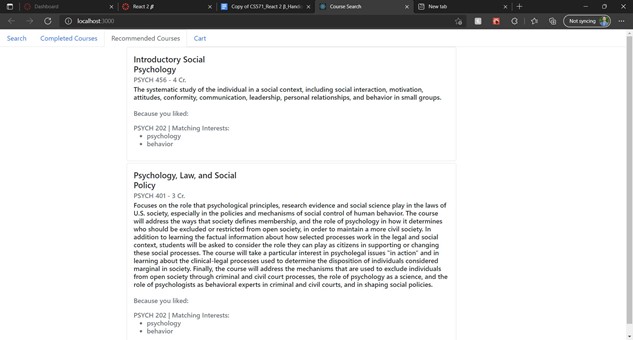 Dashboard
React 2 β
Copy of CS571_React 2 β_Hand
Course Search
New tab
localhost:3000
Not syncing
Search
Completed Courses
Recommended Courses
Cart
Introductory Social
Psychology
PSYCH 456 - 4 Cr.
The systematic study of the individual in a social context, including social interaction, motivation,
attitudes, conformity, communication, leadership, personal relationships, and behavior in small groups.
Because you liked:
PSYCH 202 | Matching Interests:
• psychology
• behavior
Psychology, Law, and Social
Policy
PSYCH 401 - 3 Cr.
Focuses on the role that psychological principles, research evidence and social science play in the laws of
U.S. society, especially in the policies and mechanisms of social control of human behavior. The course
will address the ways that society defines membership, and the role of psychology in how it determines
who should be excluded or restricted from open society, in order to maintain a more civil society. In
addition to learning the factual information about how selected processes work in the legal and social
context, students will be asked to consider the role they can play as citizens in supporting or changing
these social processes. The course will take a particular interest in psycholegal issues "in action" and in
learning about the clinical-legal processes used to determine the disposition of individuals considered
marginal in society. Finally, the course will address the mechanisms that are used to exclude individuals
from open society through criminal and civil court processes, the role of psychology as a science, and the
role of psychologists as behavioral experts in criminal and civil courts, and in shaping social policies.
Because you liked:
PSYCH 202 | Matching Interests:
• psychology
• behavior